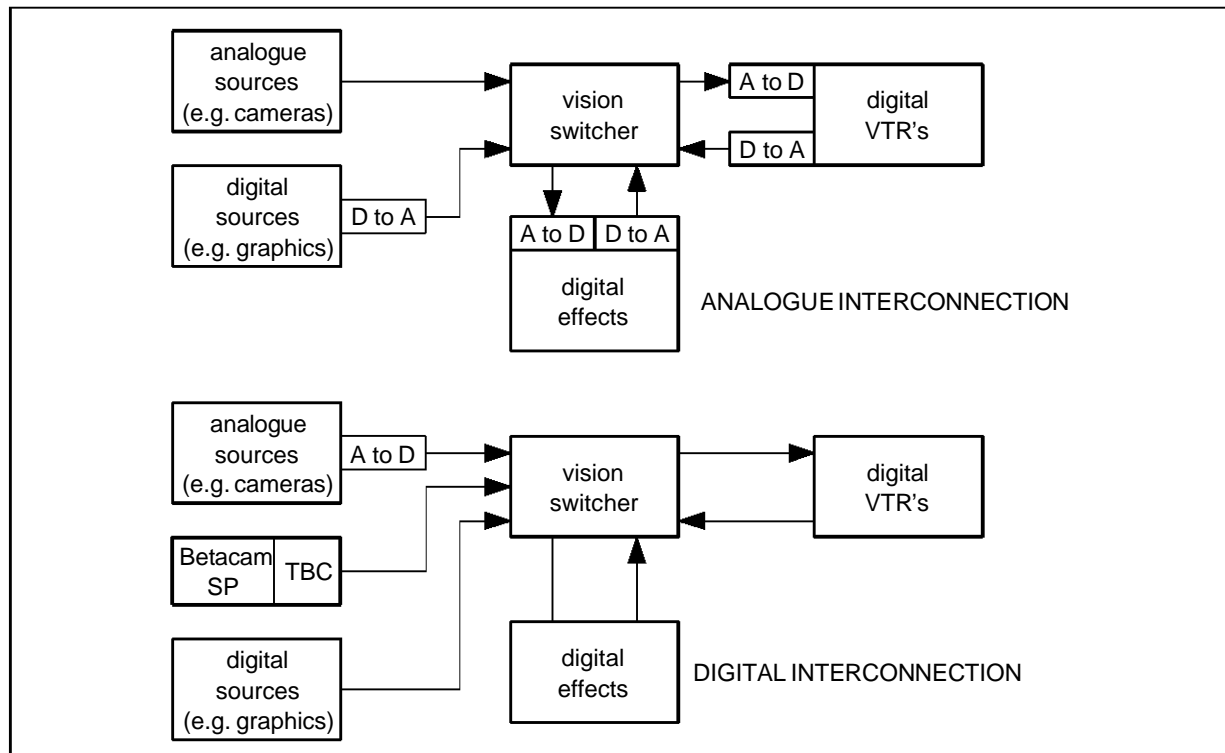 analogue
sources
(e.g. cameras)
vision
switcher
A to D
digital
VTR's
D to A
digital
sources
(e.g. graphics)
D to A
A to D
D to A
digital
effects
ANALOGUE INTERCONNECTION
analogue
sources
(e.g. cameras)
A to D
vision
switcher
digital
VTR's
Betacam
SP
TBC
digital
sources
(e.g. graphics)
digital
effects
DIGITAL INTERCONNECTION